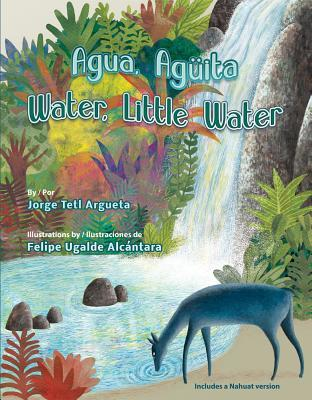 Agua, Agüita
Water, Little Water
By / Por
Jorge Tetl Argueta
Illustrations by / Ilustraciones de
Felipe Ugalde Alcántara
Includes a Nahuat version